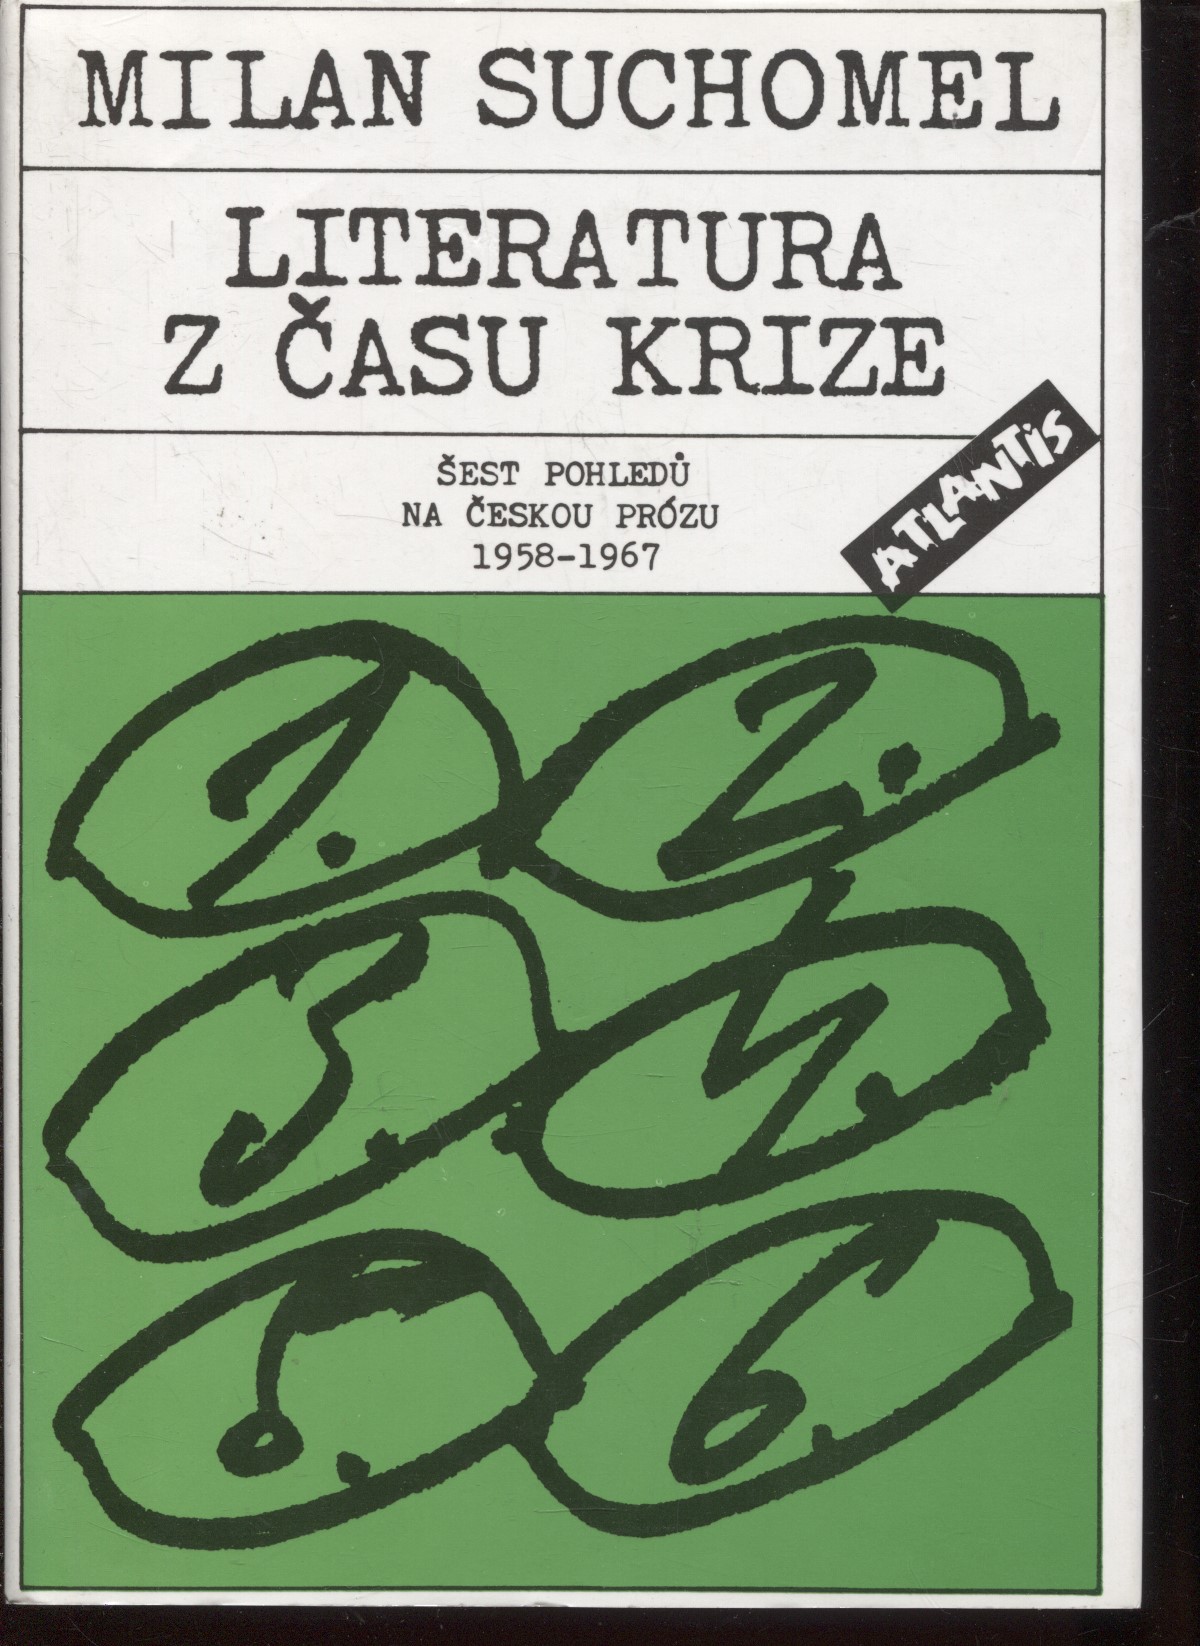 MILAN SUCHOMEL
LITERATURA
Z ČASU KRIZE
ŠEST POHLEDŮ
NA ČESKOU PRÓZU
1958-1967
ATLANTIS
1. 2.
3. 4.
5. 6.